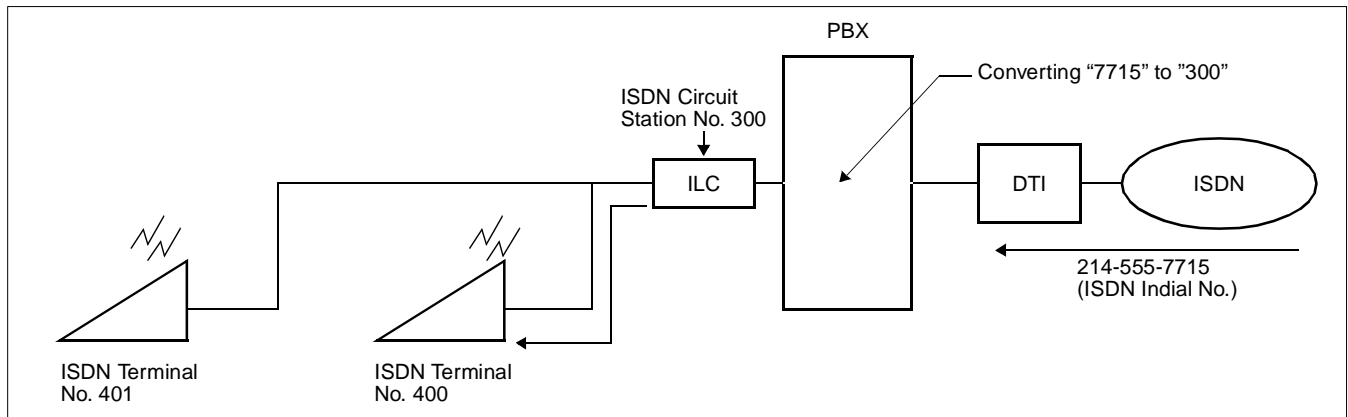 PBX
Converting “7715” to ”300”
ISDN Circuit
Station No. 300
ILC
DTI
ISDN
214-555-7715
(ISDN Indial No.)
ISDN Terminal
No. 401
ISDN Terminal
No. 400